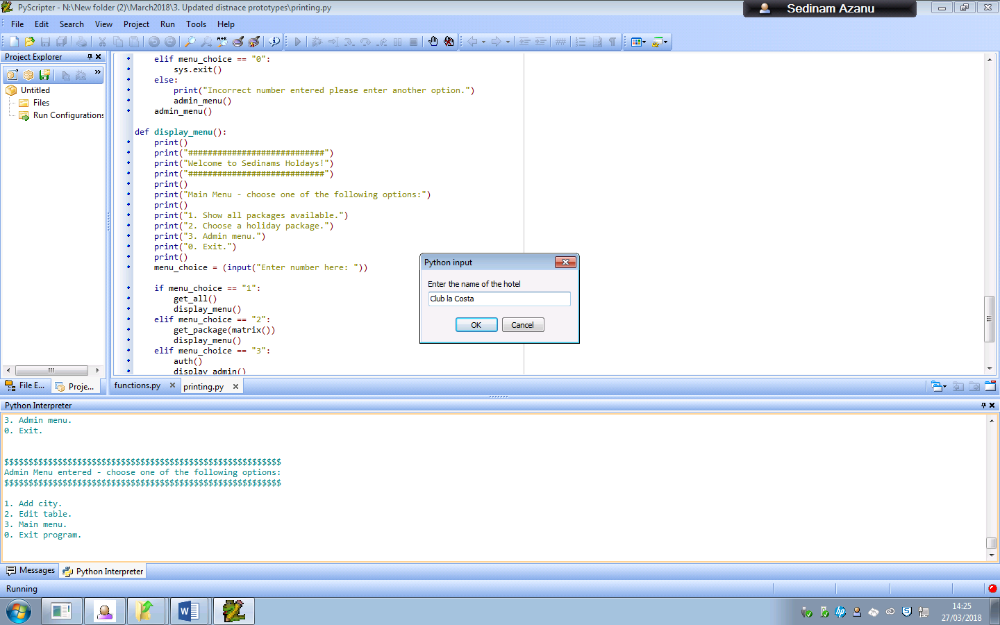 PyScripter - N:\New folder (2)\March2018\3. Updated distnace prototypes\printing.py
Sedinam Azanu
File Edit Search View Project Run Tools Help
Project Explorer
Untitled
Files
Run Configurations
File E...
Proje...
elif menu_choice == "0":
sys.exit()
else:
print("Incorrect number entered please enter another option.")
admin_menu()
admin_menu()
def display_menu():
print()
print("############################")
print("Welcome to Sedinams Holdays!")
print("############################")
print()
print("Main Menu - choose one of the following options:")
print()
print("1. Show all packages available.")
print("2. Choose a holiday package.")
print("3. Admin menu.")
print("0. Exit.")
print()
menu_choice = (input("Enter number here: "))
if menu_choice == "1":
get_all()
display_menu()
elif menu_choice == "2":
get_package(matrix())
display_menu()
elif menu_choice == "3":
auth()
display_admin()
Python input
Enter the name of the hotel
Club la Costa
OK Cancel
functions.py
printing.py
Python Interpreter
3. Admin menu.
0. Exit.
$$$$$$$$$$$$$$$$$$$$$$$$$$$$$$$$$$$$$$$$$$$$$$$$$$$$$$$$$
Admin Menu entered - choose one of the following options:
$$$$$$$$$$$$$$$$$$$$$$$$$$$$$$$$$$$$$$$$$$$$$$$$$$$$$$$$$
1. Add city.
2. Edit table.
3. Main menu.
0. Exit program.
Messages
Python Interpreter
Running
14:25
27/03/2018